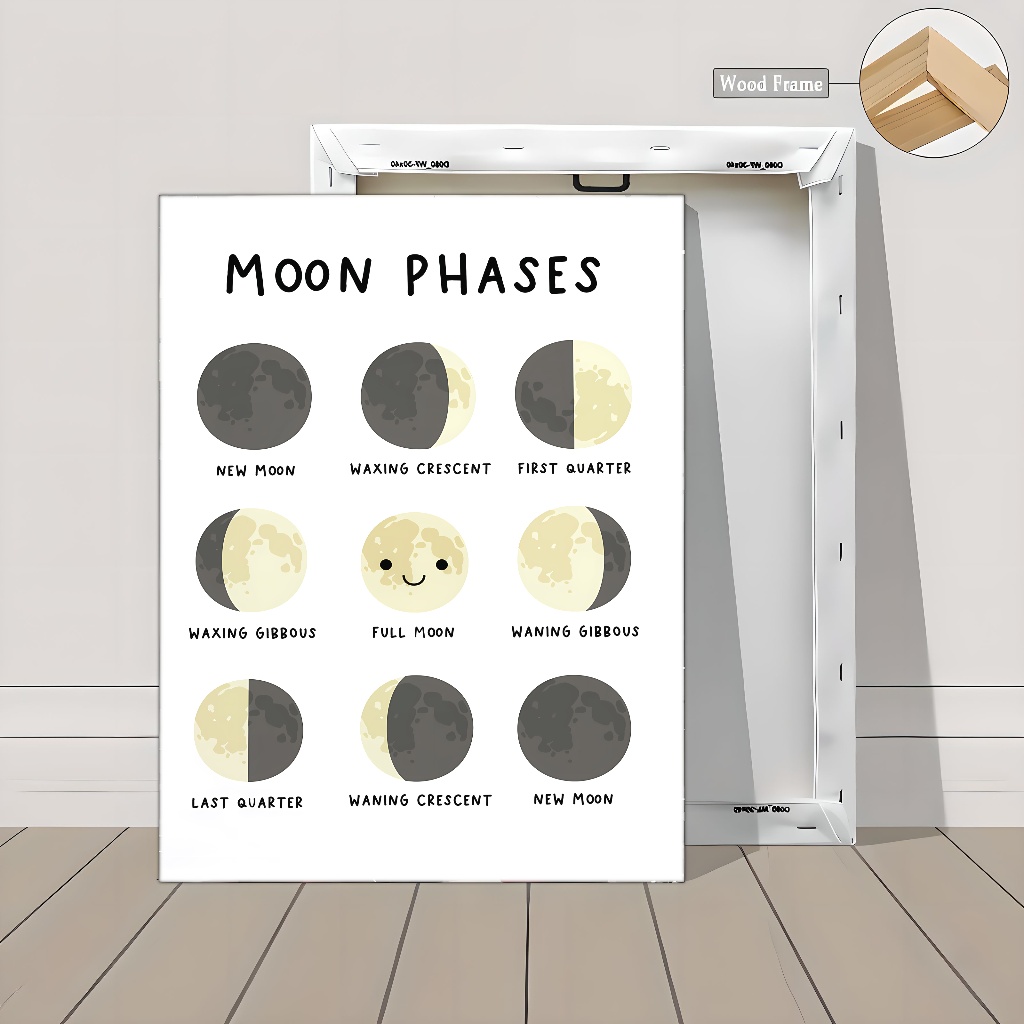 Wood Frame
MOON PHASES
NEW MOON
WAXING CRESCENT
FIRST QUARTER
WAXING GIBBOUS
FULL MOON
WANING GIBBOUS
LAST QUARTER
WANING CRESCENT
NEW MOON